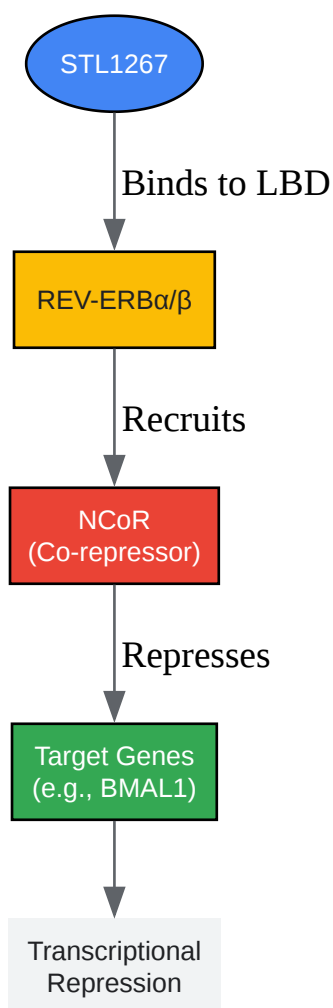 STL1267
Binds to LBD
REV-ERBα/β
Recruits
NCoR
(Co-repressor)
Represses
Target Genes
(e.g., BMAL1)
Transcriptional
Repression